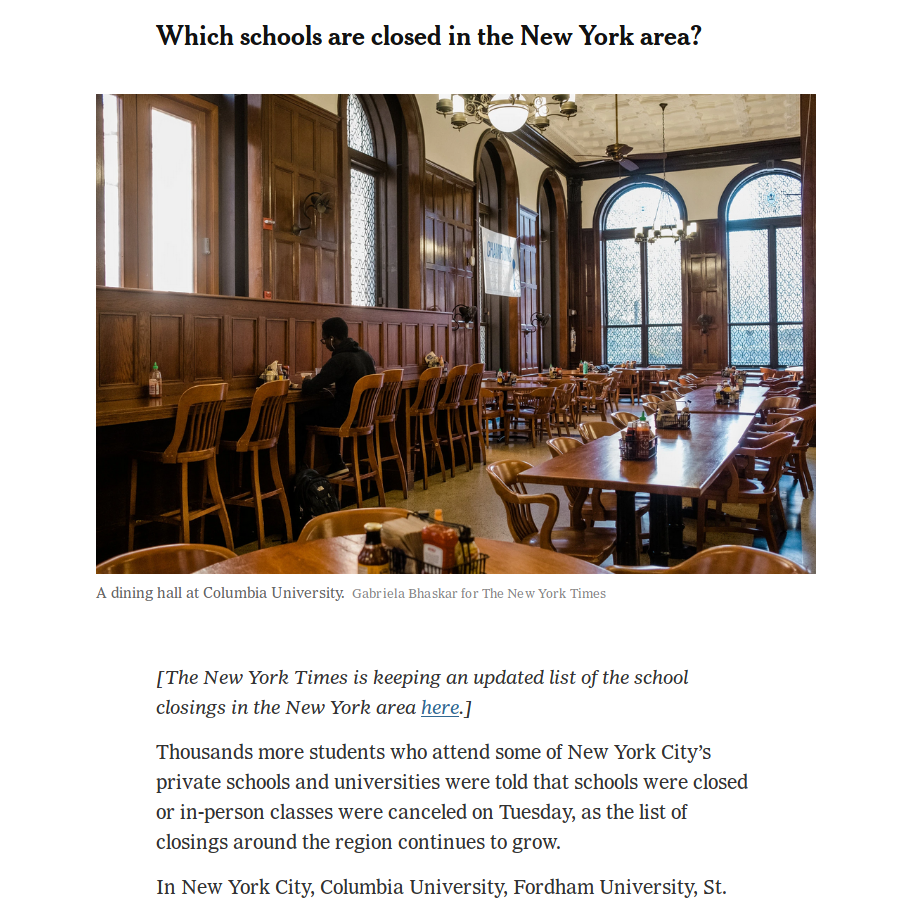 Which schools are closed in the New York area?
A dining hall at Columbia University. Gabriela Bhaskar for The New York Times
[The New York Times is keeping an updated list of the school
closings in the New York area here.]
Thousands more students who attend some of New York City’s
private schools and universities were told that schools were closed
or in-person classes were canceled on Tuesday, as the list of
closings around the region continues to grow.
In New York City, Columbia University, Fordham University, St.